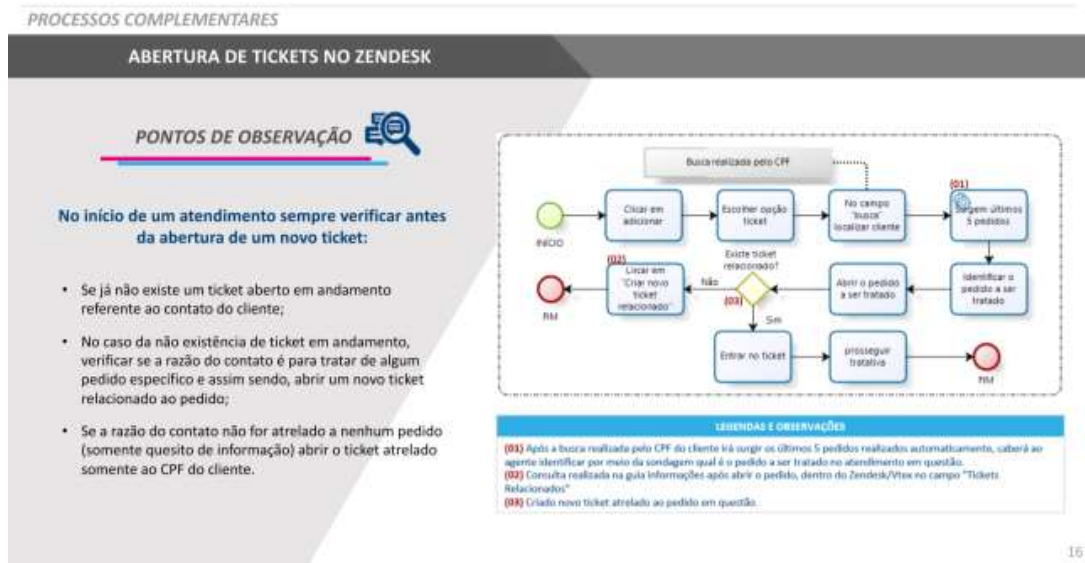 PROCESSOS COMPLEMENTARES
ABERTURA DE TICKETS NO ZENDESK
PONTOS DE OBSERVAÇÃO
No início de um atendimento sempre verificar antes
da abertura de um novo ticket:
• Se já não existe um ticket aberto em andamento
referente ao contato do cliente;
• No caso da não existência de ticket em andamento,
verificar se a razão do contato é para tratar de algum
pedido específico e assim sendo, abrir um novo ticket
relacionado ao pedido;
• Se a razão do contato não for atrelado a nenhum pedido
(somente quesito de informação) abrir o ticket atrelado
somente ao CPF do cliente.
Busca realizada pelo CPF
INÍCIO
Clicar em
adicionar
Escolher opção
ticket
No campo
"busca"
localizar cliente
(01)
Surgem últimos
5 pedidos
Identificar o
pedido a ser
tratado
Abrir o pedido
a ser tratado
Existe ticket
relacionado?
(03)
Não
Sim
(02)
Clicar em
"Criar novo
ticket
relacionado"
FIM
Entrar no ticket
prosseguir
tratativa
FIM
LEGENDAS E OBSERVAÇÕES
(01) Após a busca realizada pelo CPF do cliente irá surgir os últimos 5 pedidos realizados automaticamente, caberá ao
agente identificar por meio da sondagem qual é o pedido a ser tratado no atendimento em questão.
(02) Consulta realizada na guia informações após abrir o pedido, dentro do Zendesk/Vtex no campo "Tickets
Relacionados"
(03) Criado novo ticket atrelado ao pedido em questão.
16